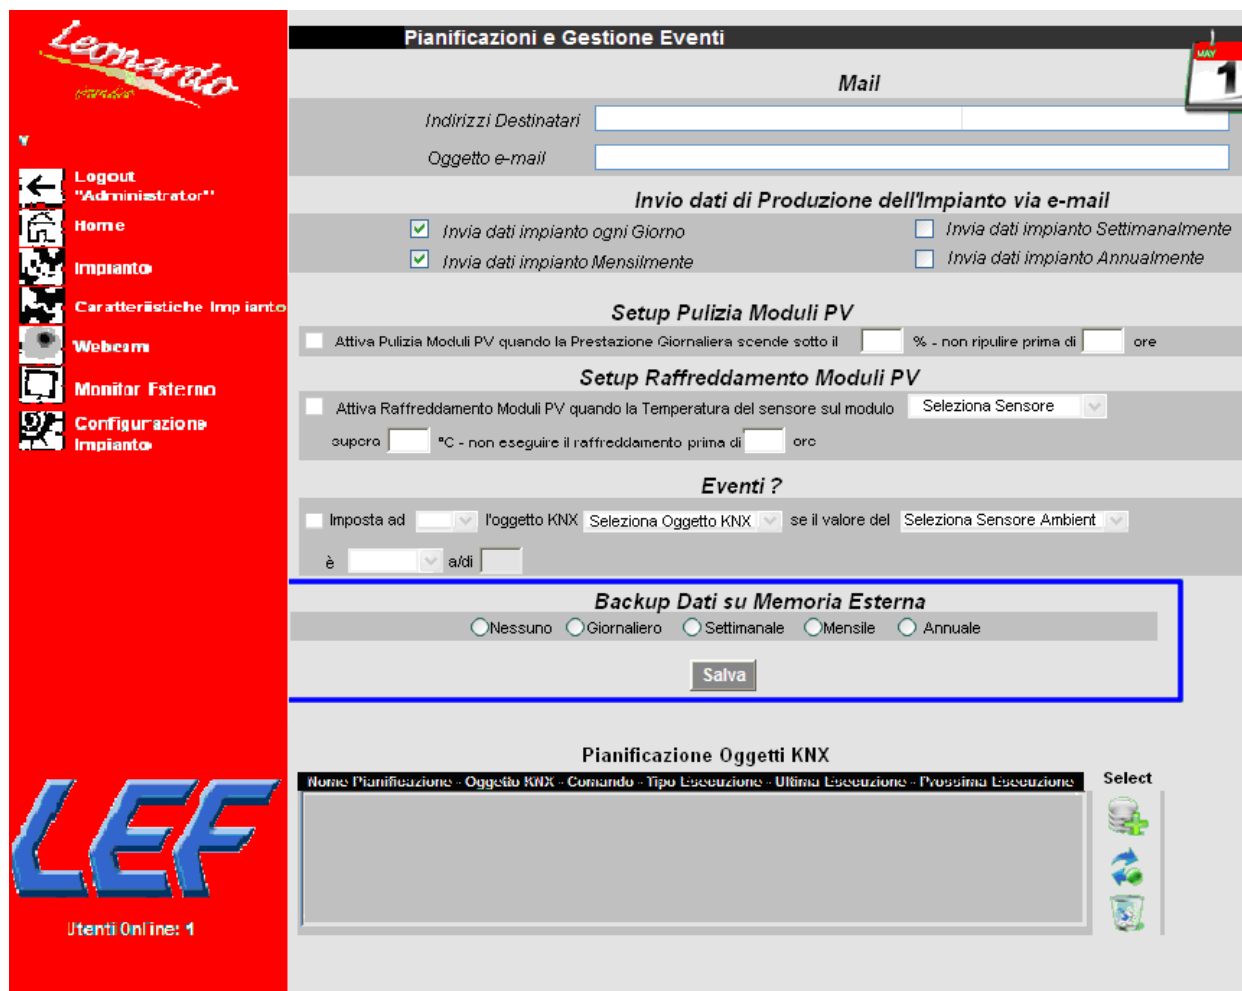 Leonardo
Logout
"Administrator"
Home
Impianto
Caratteristiche Impianto
Webcam
Monitor Esterno
Configurazione
Impianto
LEF
Utenti Online: 1
Pianificazioni e Gestione Eventi
MAY
1
Mail
Indirizzi Destinatari
Oggetto e-mail
Invio dati di Produzione dell'Impianto via e-mail
Invia dati impianto ogni Giorno Invia dati impianto Settimanalmente
Invia dati impianto Mensilmente Invia dati impianto Annualmente
Setup Pulizia Moduli PV
Attiva Pulizia Moduli PV quando la Prestazione Giornaliera scende sotto il % - non ripulire prima di ore
Setup Raffreddamento Moduli PV
Attiva Raffreddamento Moduli PV quando la Temperatura del sensore sul modulo Seleziona Sensore
supera °C - non eseguire il raffreddamento prima di ore
Eventi ?
Imposta ad l'oggetto KNX Seleziona Oggetto KNX se il valore del Seleziona Sensore Ambient
è a/di
Backup Dati su Memoria Esterna
Nessuno Giornaliero Settimanale Mensile Annuale
Salva
Pianificazione Oggetti KNX
Nome Pianificazione - Oggetto KNX - Comando - Tipo Esecuzione - Ultima Esecuzione - Prossima Esecuzione Select